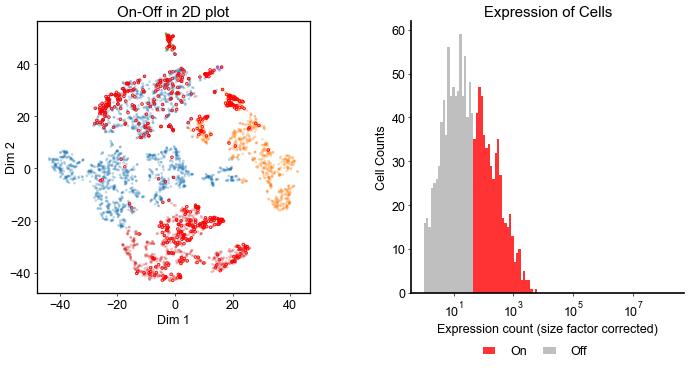 On-Off in 2D plot
Dim 2
40
20
0
−20
−40
−40 −20 0 20 40
Dim 1
Expression of Cells
Cell Counts
60
50
40
30
20
10
0
10^1 10^3 10^5 10^7
Expression count (size factor corrected)
On Off